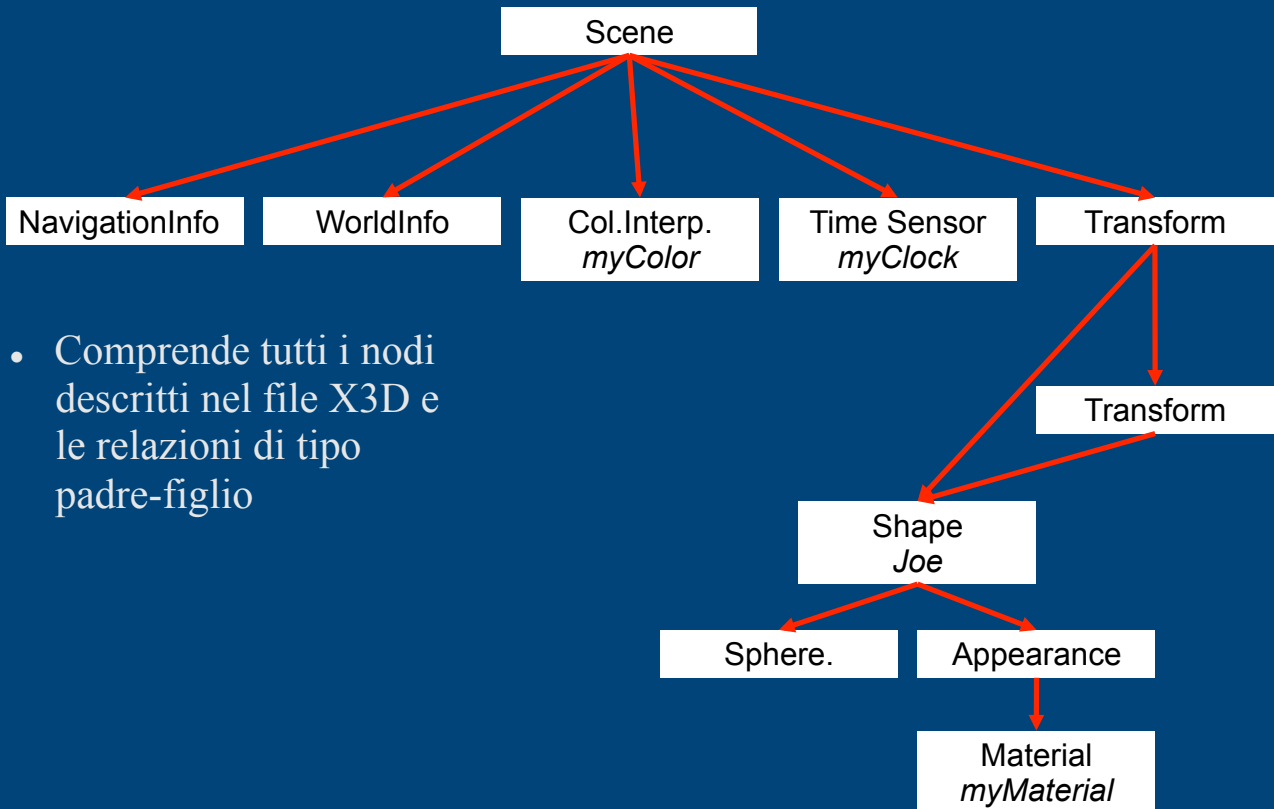 Scene
NavigationInfo
WorldInfo
Col.Interp.
myColor
Time Sensor
myClock
Transform
• Comprende tutti i nodi
descritti nel file X3D e
le relazioni di tipo
padre-figlio
Transform
Shape
Joe
Sphere.
Appearance
Material
myMaterial